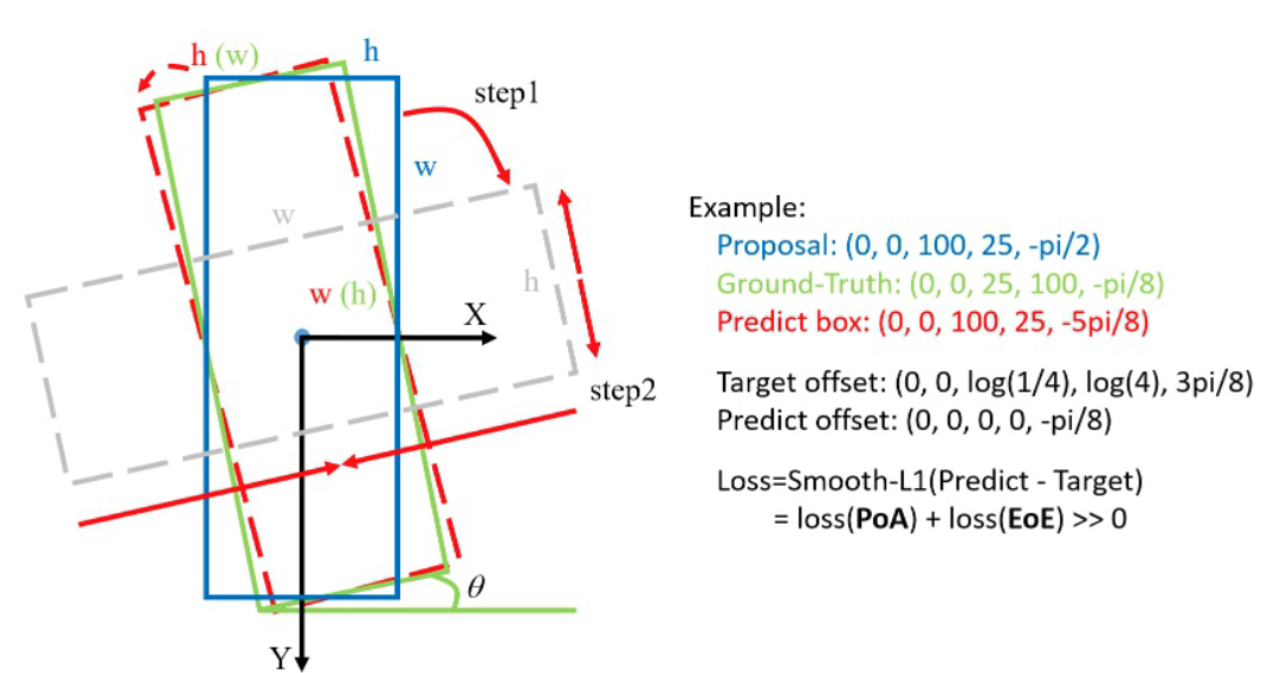 h (w)
h
step1
w
w
h
w (h)
X
step2
θ
Y
Example:
Proposal: (0, 0, 100, 25, -pi/2)
Ground-Truth: (0, 0, 25, 100, -pi/8)
Predict box: (0, 0, 100, 25, -5pi/8)
Target offset: (0, 0, log(1/4), log(4), 3pi/8)
Predict offset: (0, 0, 0, 0, -pi/8)
Loss=Smooth-L1(Predict - Target)
= loss(PoA) + loss(EoE) >> 0